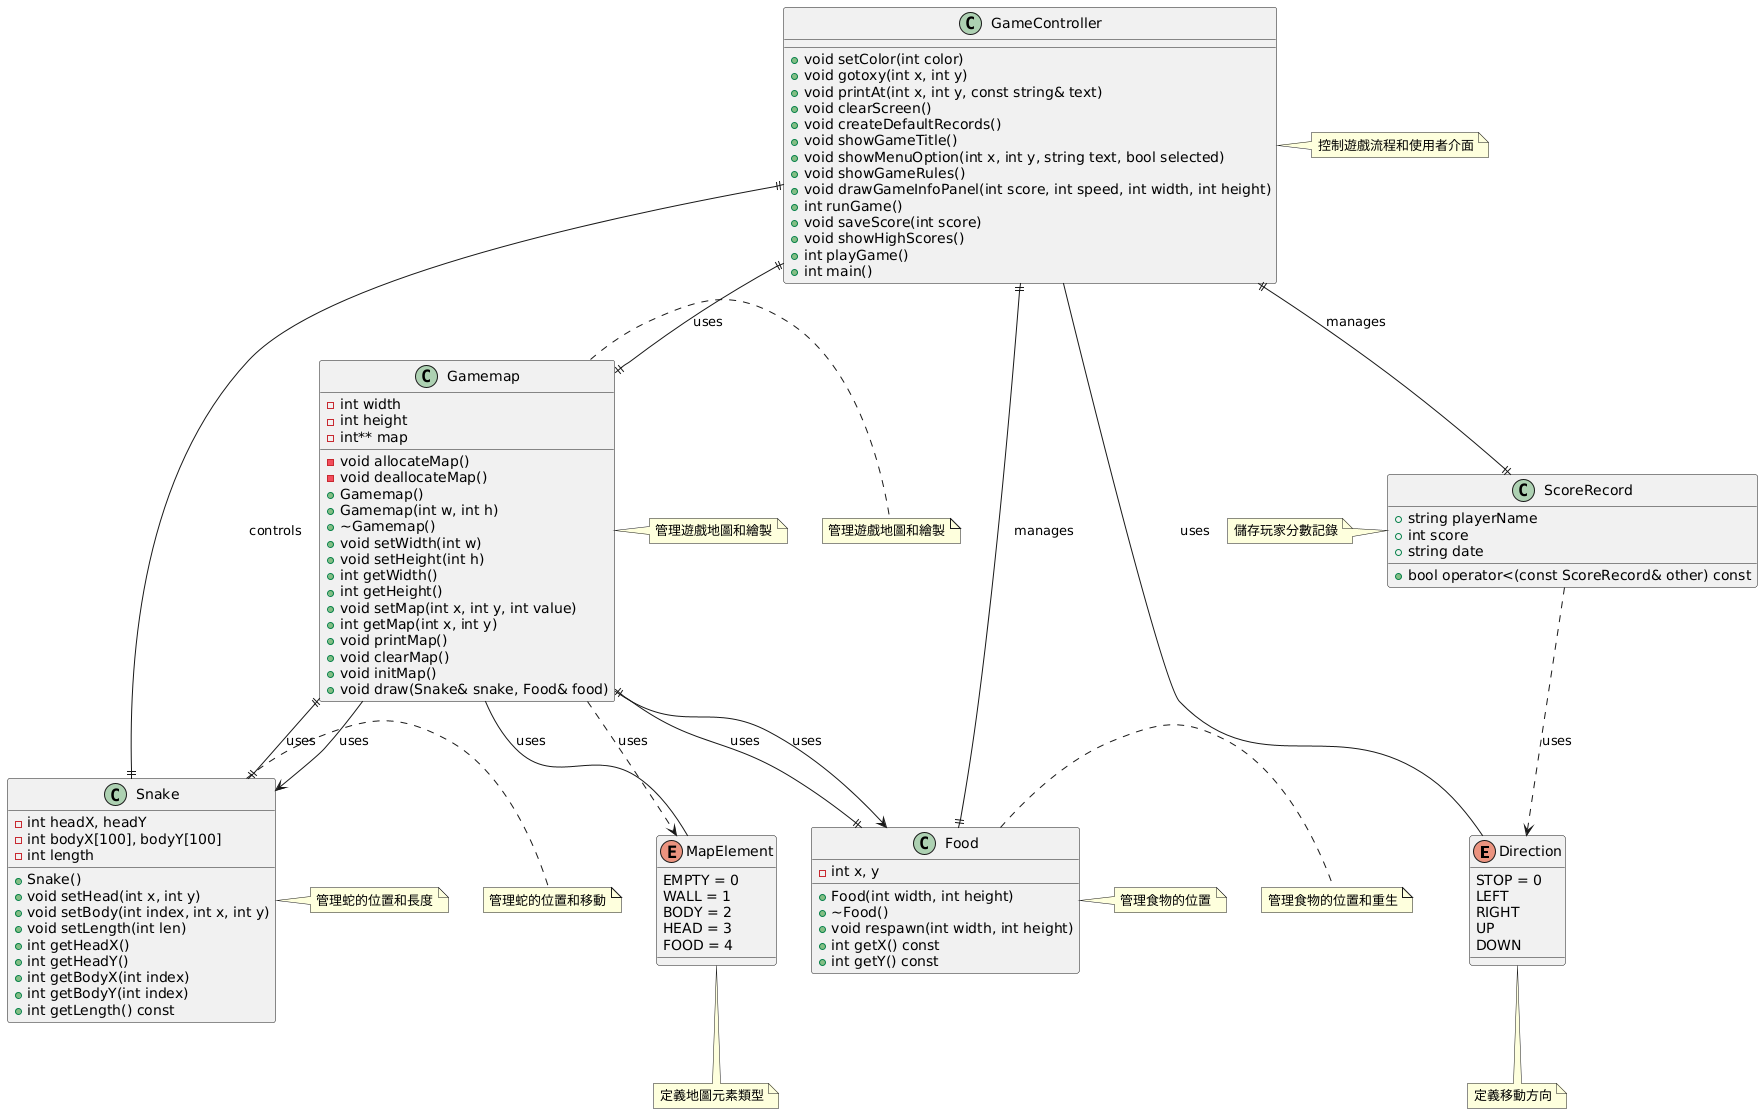 GameController
void setColor(int color)
void gotoxy(int x, int y)
void printAt(int x, int y, const string& text)
void clearScreen()
void createDefaultRecords()
void showGameTitle()
void showMenuOption(int x, int y, string text, bool selected)
void showGameRules()
void drawGameInfoPanel(int score, int speed, int width, int height)
int runGame()
void saveScore(int score)
void showHighScores()
int playGame()
int main()
控制遊戲流程和使用者介面
uses
manages
Gamemap
int width
int height
int** map
void allocateMap()
void deallocateMap()
Gamemap()
Gamemap(int w, int h)
~Gamemap()
void setWidth(int w)
void setHeight(int h)
int getWidth()
int getHeight()
void setMap(int x, int y, int value)
int getMap(int x, int y)
void printMap()
void clearMap()
void initMap()
void draw(Snake& snake, Food& food)
controls
管理遊戲地圖和繪製
管理遊戲地圖和繪製
manages
uses
儲存玩家分數記錄
ScoreRecord
string playerName
int score
string date
bool operator<(const ScoreRecord& other) const
uses
uses
uses
uses
uses
uses
uses
Snake
int headX, headY
int bodyX[100], bodyY[100]
int length
Snake()
void setHead(int x, int y)
void setBody(int index, int x, int y)
void setLength(int len)
int getHeadX()
int getHeadY()
int getBodyX(int index)
int getBodyY(int index)
int getLength() const
管理蛇的位置和長度
管理蛇的位置和移動
MapElement
EMPTY = 0
WALL = 1
BODY = 2
HEAD = 3
FOOD = 4
Food
int x, y
Food(int width, int height)
~Food()
void respawn(int width, int height)
int getX() const
int getY() const
管理食物的位置
管理食物的位置和重生
Direction
STOP = 0
LEFT
RIGHT
UP
DOWN
定義地圖元素類型
定義移動方向